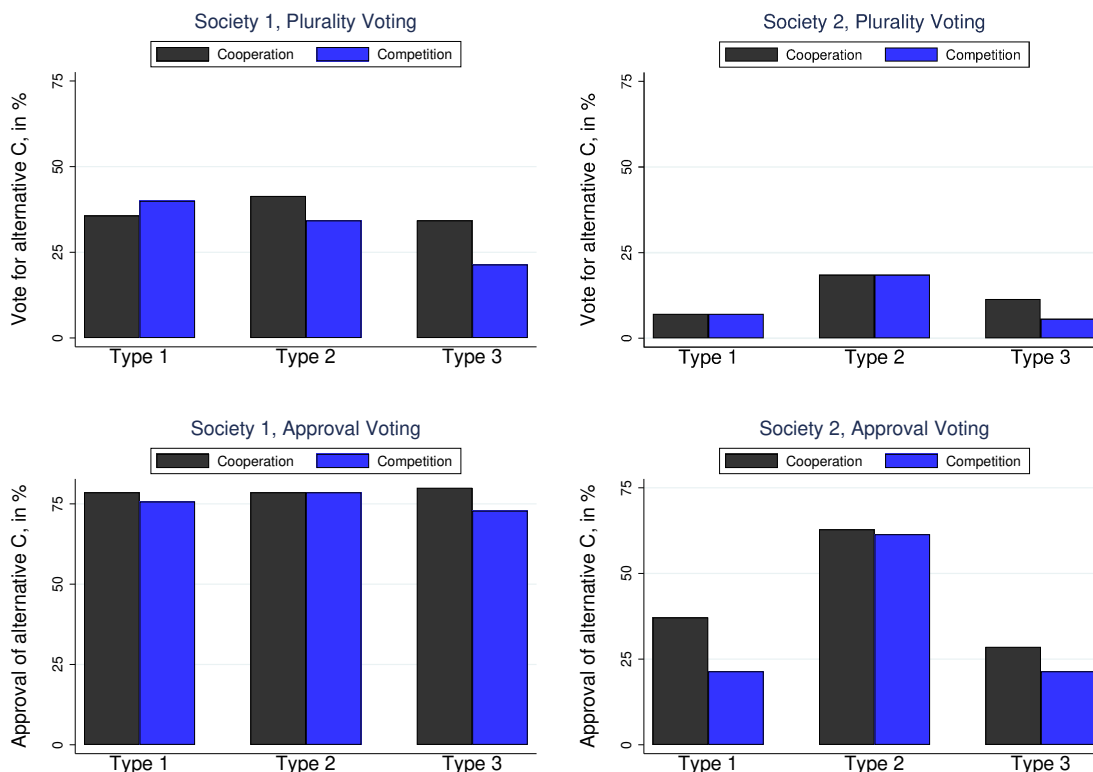 Society 1, Plurality Voting
Cooperation Competition
Vote for alternative C, in %
75
50
25
0
Type 1 Type 2 Type 3
Society 2, Plurality Voting
Cooperation Competition
Vote for alternative C, in %
75
50
25
0
Type 1 Type 2 Type 3
Society 1, Approval Voting
Cooperation Competition
Approval of alternative C, in %
75
50
25
0
Type 1 Type 2 Type 3
Society 2, Approval Voting
Cooperation Competition
Approval of alternative C, in %
75
50
25
0
Type 1 Type 2 Type 3